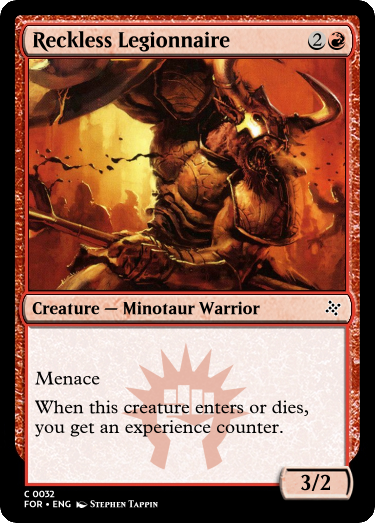 Reckless Legionnaire 2
Creature — Minotaur Warrior
Menace
When this creature enters or dies,
you get an experience counter.
3/2
C 0032
FOR • ENG Stephen Tappin